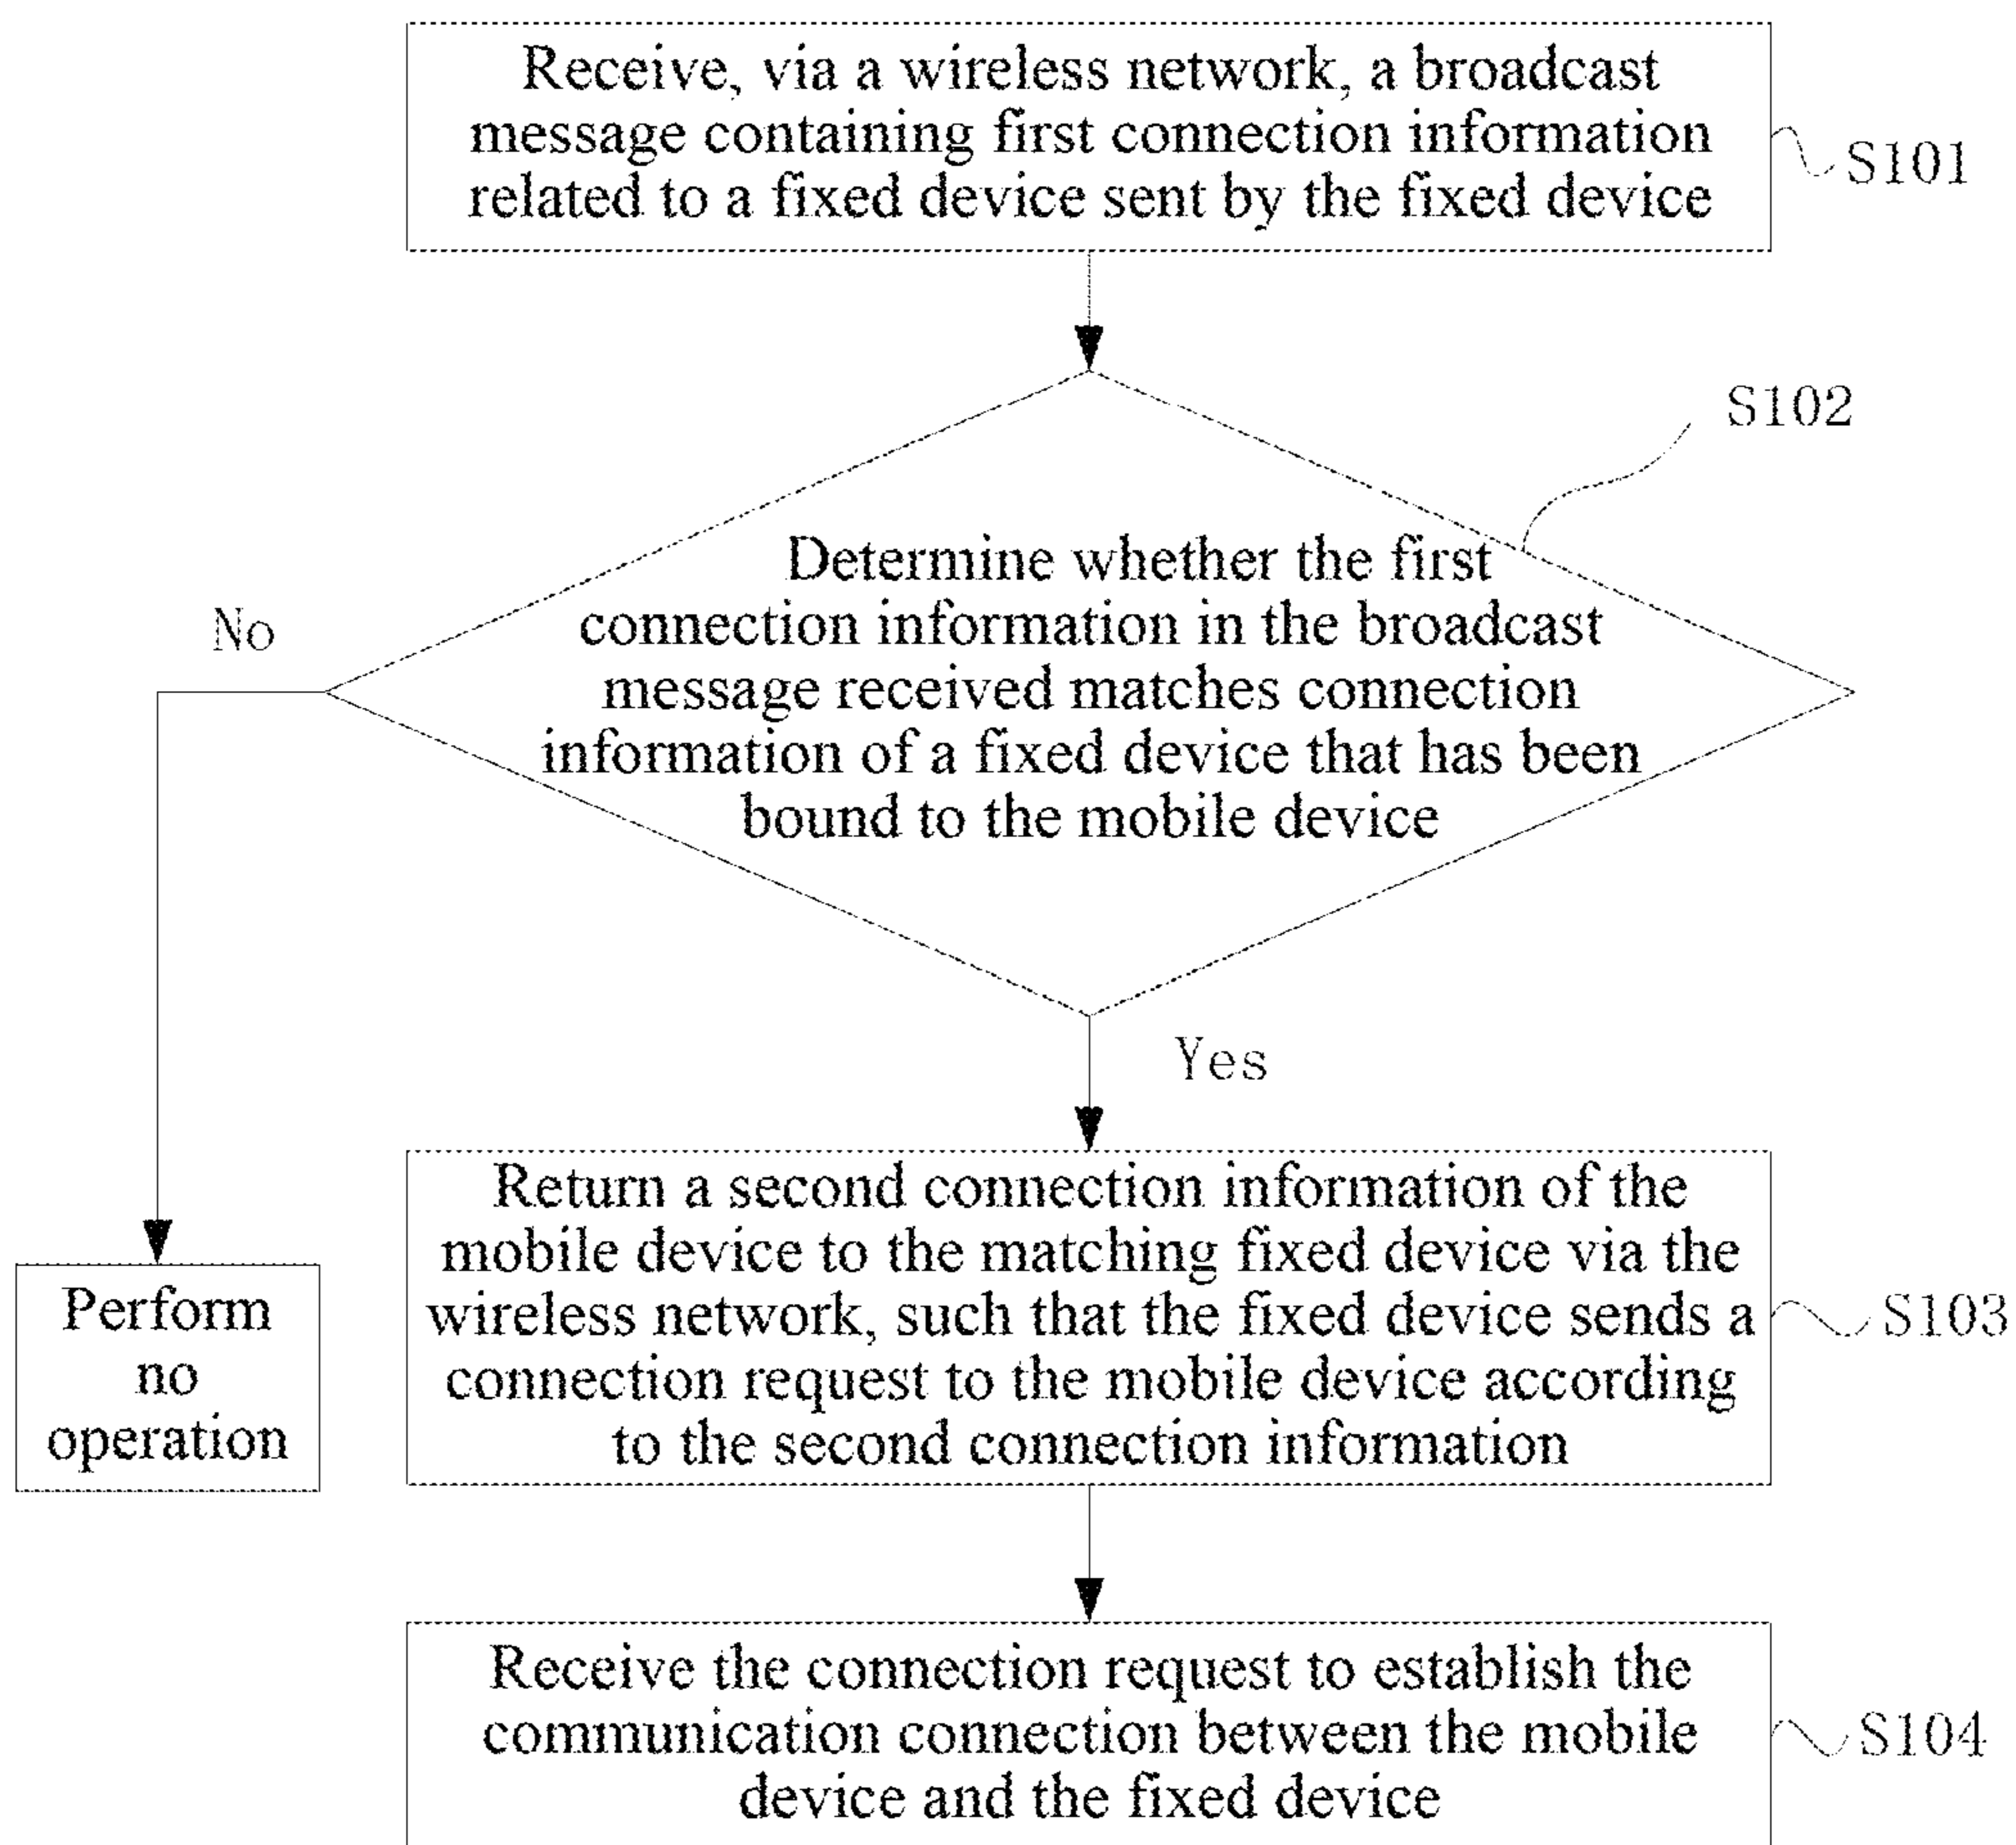 Receive, via a wireless network, a broadcast
message containing first connection information
related to a fixed device sent by the fixed device
S101
S102
Determine whether the first
connection information in the broadcast
message received matches connection
information of a fixed device that has been
bound to the mobile device
No
Yes
Return a second connection information of the
mobile device to the matching fixed device via the
wireless network, such that the fixed device sends a
connection request to the mobile device according
to the second connection information
S103
Perform
no
operation
Receive the connection request to establish the
communication connection between the mobile
device and the fixed device
S104